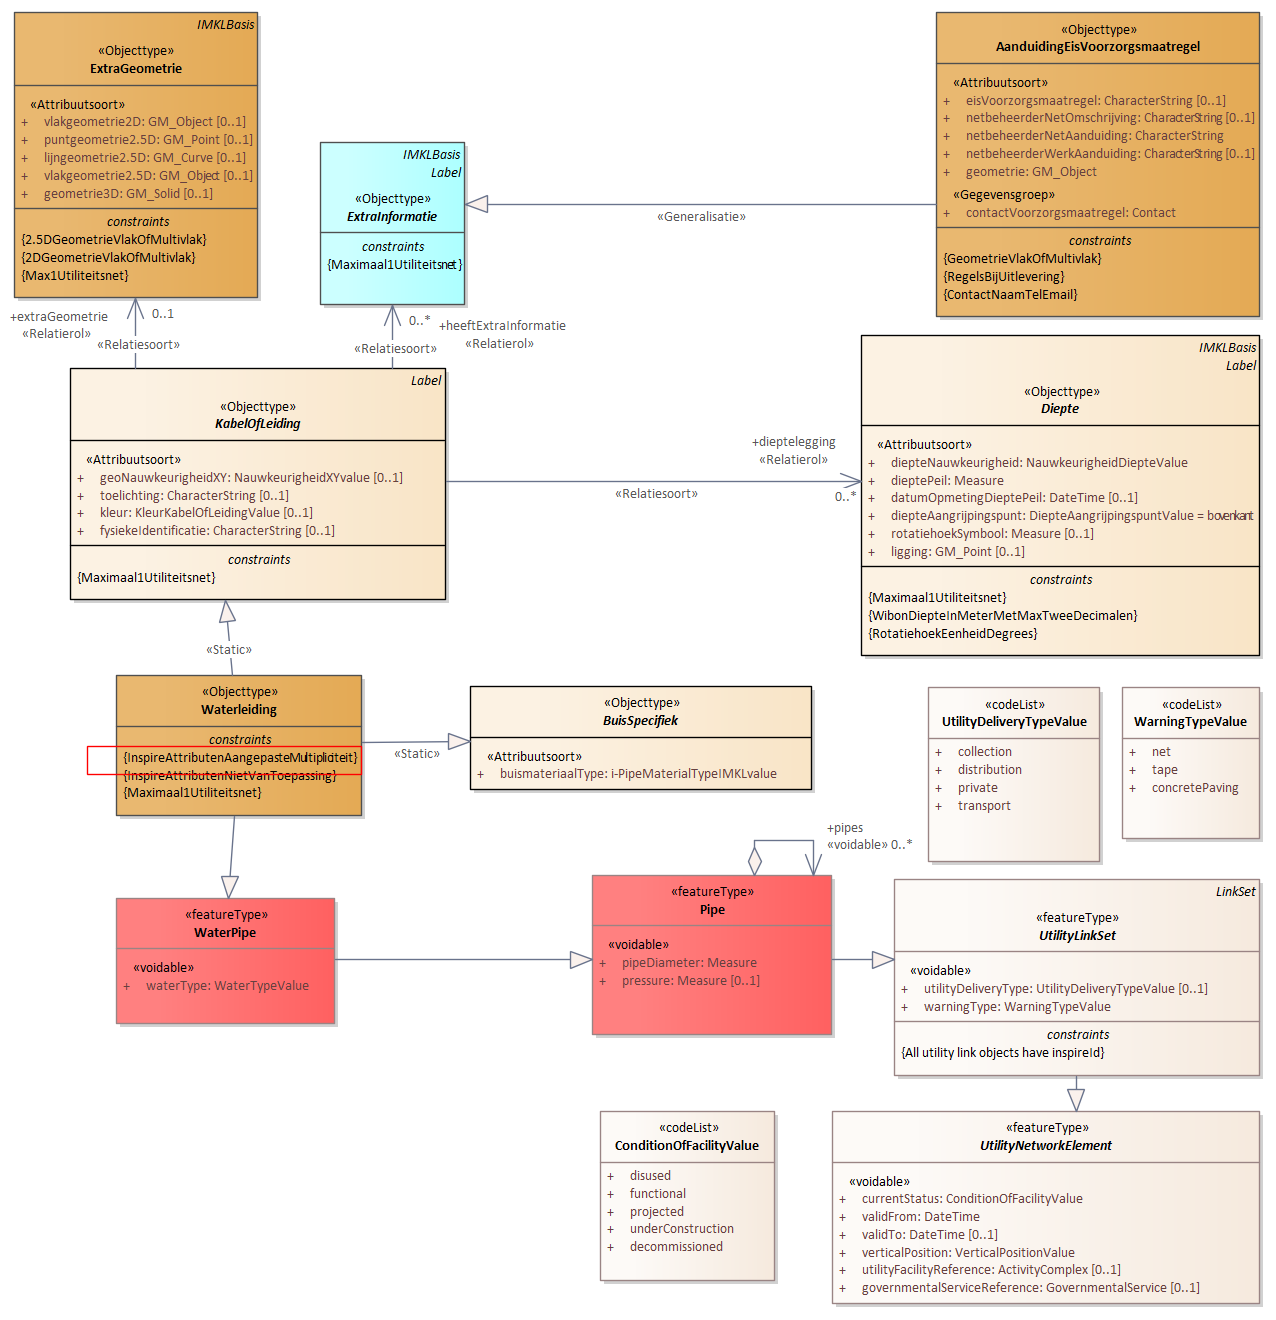 IMKLBasis
«Objecttype»
ExtraGeometrie
«Attribuutsoort»
+ vlakgeometrie2D: GM_Object [0..1]
+ puntgeometrie2.5D: GM_Point [0..1]
+ lijngeometrie2.5D: GM_Curve [0..1]
+ vlakgeometrie2.5D: GM_Object [0..1]
+ geometrie3D: GM_Solid [0..1]
constraints
{2.5DGeometrieVlakOfMultivlak}
{2DGeometrieVlakOfMultivlak}
{Max1Utiliteitsnet}
IMKLBasis
Label
«Objecttype»
ExtraInformatie
constraints
{Maximaal1Utiliteitsnet}
«Generalisatie»
«Objecttype»
AanduidingEisVoorzorgsmaatregel
«Attribuutsoort»
+ eisVoorzorgsmaatregel: CharacterString [0..1]
+ netbeheerderNetOmschrijving: CharacterString [0..1]
+ netbeheerderNetAanduiding: CharacterString
+ netbeheerderWerkAanduiding: CharacterString [0..1]
+ geometrie: GM_Object
«Gegevensgroep»
+ contactVoorzorgsmaatregel: Contact
constraints
{GeometrieVlakOfMultivlak}
{RegelsBijUitlevering}
{ContactNaamTelEmail}
+extraGeometrie
«Relatierol»
0..1
«Relatiesoort»
0..*
+heeftExtraInformatie
«Relatierol»
«Relatiesoort»
Label
«Objecttype»
KabelOfLeiding
«Attribuutsoort»
+ geoNauwkeurigheidXY: NauwkeurigheidXYvalue [0..1]
+ toelichting: CharacterString [0..1]
+ kleur: KleurKabelOfLeidingValue [0..1]
+ fysiekeIdentificatie: CharacterString [0..1]
constraints
{Maximaal1Utiliteitsnet}
+dieptelegging
«Relatierol»
0..*
«Relatiesoort»
IMKLBasis
Label
«Objecttype»
Diepte
«Attribuutsoort»
+ diepteNauwkeurigheid: NauwkeurigheidDiepteValue
+ dieptePeil: Measure
+ datumOpmetingDieptePeil: DateTime [0..1]
+ diepteAangrijpingspunt: DiepteAangrijpingspuntValue = bovenkant
+ rotatiehoekSymbool: Measure [0..1]
+ ligging: GM_Point [0..1]
constraints
{Maximaal1Utiliteitsnet}
{WibonDiepteInMeterMetMaxTweeDecimalen}
{RotatiehoekEenheidDegrees}
«Static»
«Objecttype»
Waterleiding
constraints
{InspireAttributenAangepasteMultipliciteit}
{InspireAttributenNietVanToepassing}
{Maximaal1Utiliteitsnet}
«Static»
«Objecttype»
BuisSpecifiek
«Attribuutsoort»
+ buismateriaalType: i-PipeMaterialTypeIMKLvalue
«codeList»
UtilityDeliveryTypeValue
+ collection
+ distribution
+ private
+ transport
«codeList»
WarningTypeValue
+ net
+ tape
+ concretePaving
+pipes
«voidable» 0..*
«featureType»
WaterPipe
«voidable»
+ waterType: WaterTypeValue
«featureType»
Pipe
«voidable»
+ pipeDiameter: Measure
+ pressure: Measure [0..1]
LinkSet
«featureType»
UtilityLinkSet
«voidable»
+ utilityDeliveryType: UtilityDeliveryTypeValue [0..1]
+ warningType: WarningTypeValue
constraints
{All utility link objects have inspireId}
«codeList»
ConditionOfFacilityValue
+ disused
+ functional
+ projected
+ underConstruction
+ decommissioned
«featureType»
UtilityNetworkElement
«voidable»
+ currentStatus: ConditionOfFacilityValue
+ validFrom: DateTime
+ validTo: DateTime [0..1]
+ verticalPosition: VerticalPositionValue
+ utilityFacilityReference: ActivityComplex [0..1]
+ governmentalServiceReference: GovernmentalService [0..1]